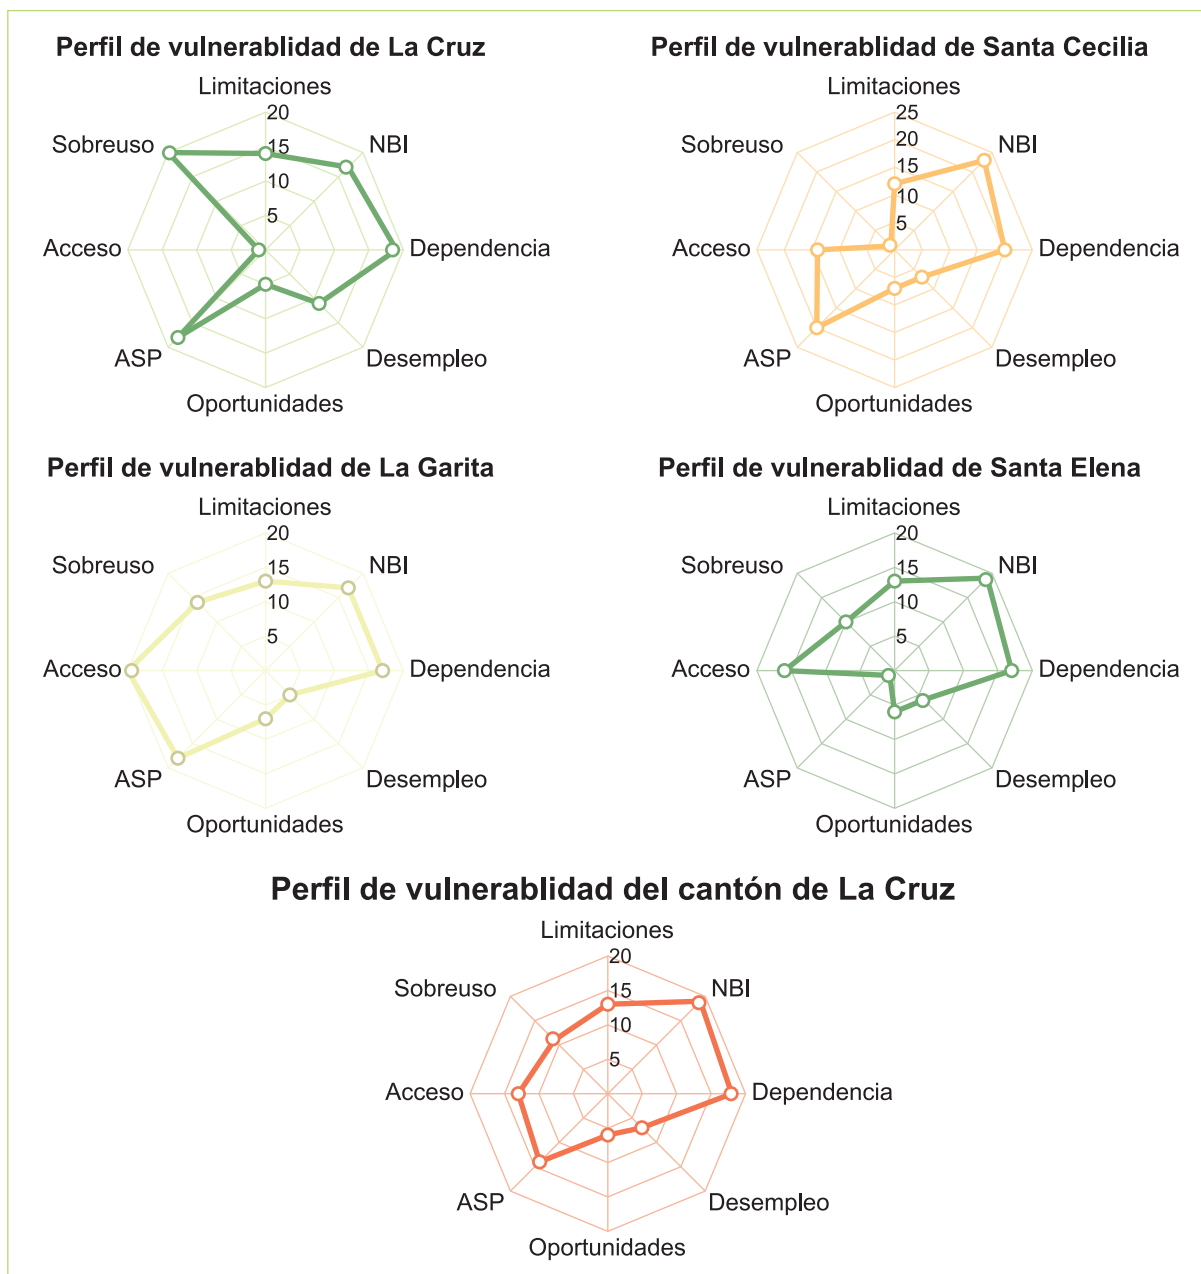 Perfil de vulnerablidad de La Cruz
Limitaciones
20
15
10
5
NBI
Dependencia
Desempleo
Oportunidades
ASP
Acceso
Sobreuso
Perfil de vulnerablidad de Santa Cecilia
Limitaciones
25
20
15
10
5
NBI
Dependencia
Desempleo
Oportunidades
ASP
Acceso
Sobreuso
Perfil de vulnerablidad de La Garita
Limitaciones
20
15
10
5
NBI
Dependencia
Desempleo
Oportunidades
ASP
Acceso
Sobreuso
Perfil de vulnerablidad de Santa Elena
Limitaciones
20
15
10
5
NBI
Dependencia
Desempleo
Oportunidades
ASP
Acceso
Sobreuso
Perfil de vulnerablidad del cantón de La Cruz
Limitaciones
20
15
10
5
NBI
Dependencia
Desempleo
Oportunidades
ASP
Acceso
Sobreuso